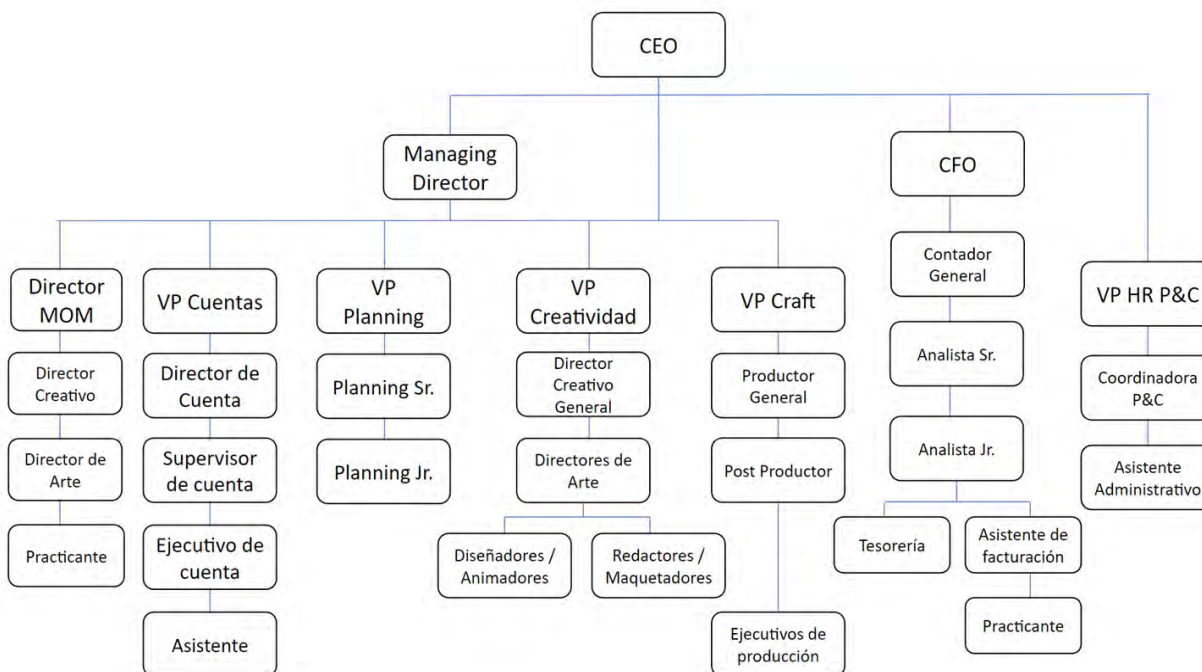 CEO
Managing
Director
CFO
Contador
General
Director
MOM
VP Cuentas
VP
Planning
VP
Creatividad
VP Craft
VP HR P&C
Director
Creativo
Director de
Cuenta
Planning Sr.
Director
Creativo
General
Productor
General
Analista Sr.
Coordinadora
P&C
Director de
Arte
Supervisor
de cuenta
Planning Jr.
Directores de
Arte
Post Productor
Analista Jr.
Asistente
Administrativo
Practicante
Ejecutivo de
cuenta
Diseñadores /
Animadores
Redactores /
Maquetadores
Tesorería
Asistente de
facturación
Asistente
Ejecutivos de
producción
Practicante